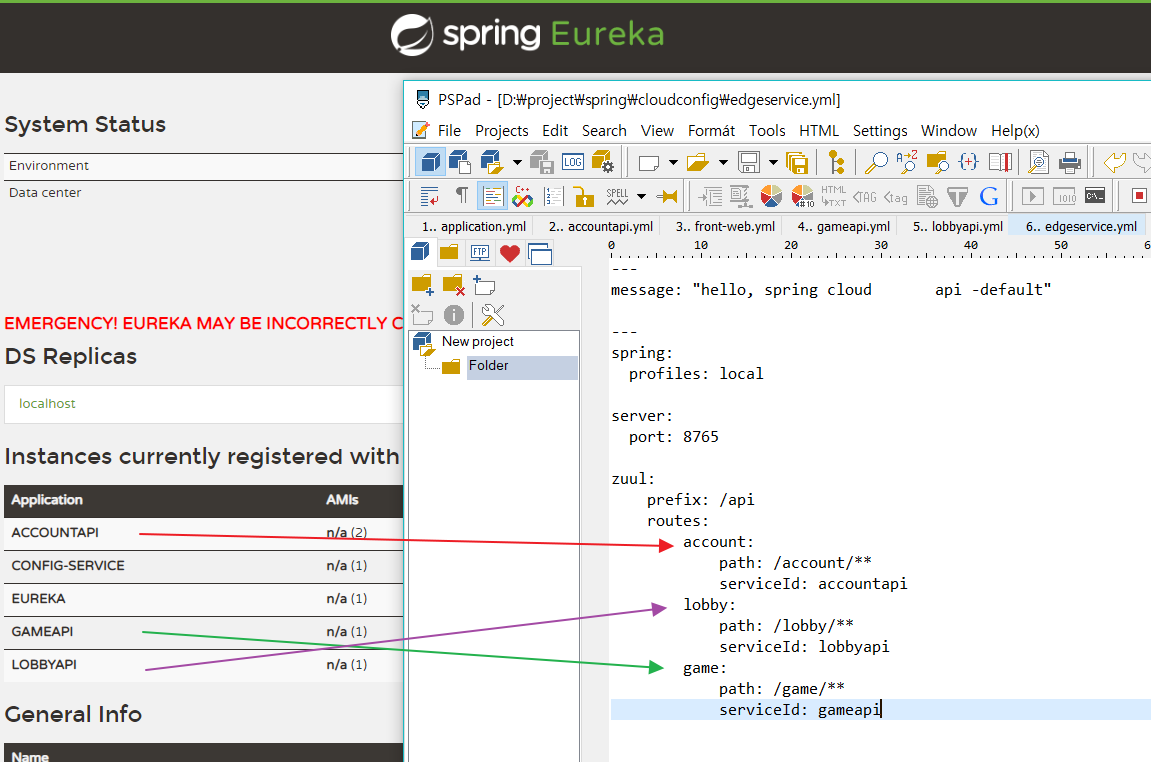 spring Eureka
System Status
Environment
Data center
EMERGENCY! EUREKA MAY BE INCORRECTLY C
DS Replicas
localhost
Instances currently registered with
Application AMIs
ACCOUNTAPI n/a (2)
CONFIG-SERVICE n/a (1)
EUREKA n/a (1)
GAMEAPI n/a (1)
LOBBYAPI n/a (1)
General Info
Name
PSPad - [D:₩project₩spring₩cloudconfig₩edgeservice.yml]
File Projects Edit Search View Formát Tools HTML Settings Window Help(x)
LOG A→Z
C++ SPELL #10 HTML →TXT <TAG <tag G 1010 C:\_
1.. application.yml 2.. accountapi.yml 3.. front-web.yml 4.. gameapi.yml 5.. lobbyapi.yml 6.. edgeservice.yml
FTP
0 10 20 30 40 50 6
New project
Folder
---
message: "hello, spring cloud       api -default"
---
spring:
  profiles: local
server:
  port: 8765
zuul:
    prefix: /api
    routes:
        account:
            path: /account/**
            serviceId: accountapi
        lobby:
            path: /lobby/**
            serviceId: lobbyapi
        game:
            path: /game/**
            serviceId: gameapi